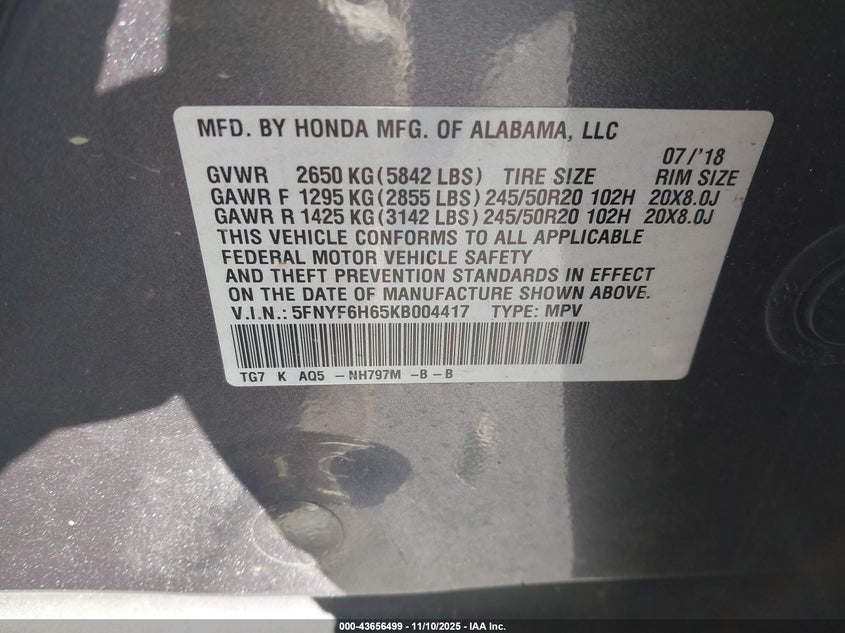 MFD. BY HONDA MFG. OF ALABAMA, LLC
07/'18
GVWR 2650 KG(5842 LBS) TIRE SIZE RIM SIZE
GAWR F 1295 KG(2855 LBS) 245/50R20 102H 20X8.0J
GAWR R 1425 KG(3142 LBS) 245/50R20 102H 20X8.0J
THIS VEHICLE CONFORMS TO ALL APPLICABLE
FEDERAL MOTOR VEHICLE SAFETY
AND THEFT PREVENTION STANDARDS IN EFFECT
ON THE DATE OF MANUFACTURE SHOWN ABOVE.
V.I.N.: 5FNYF6H65KB004417 TYPE: MPV
TG7 K AQ5 -NH797M -B-B
000-43656499 - 11/10/2025 - IAA Inc.